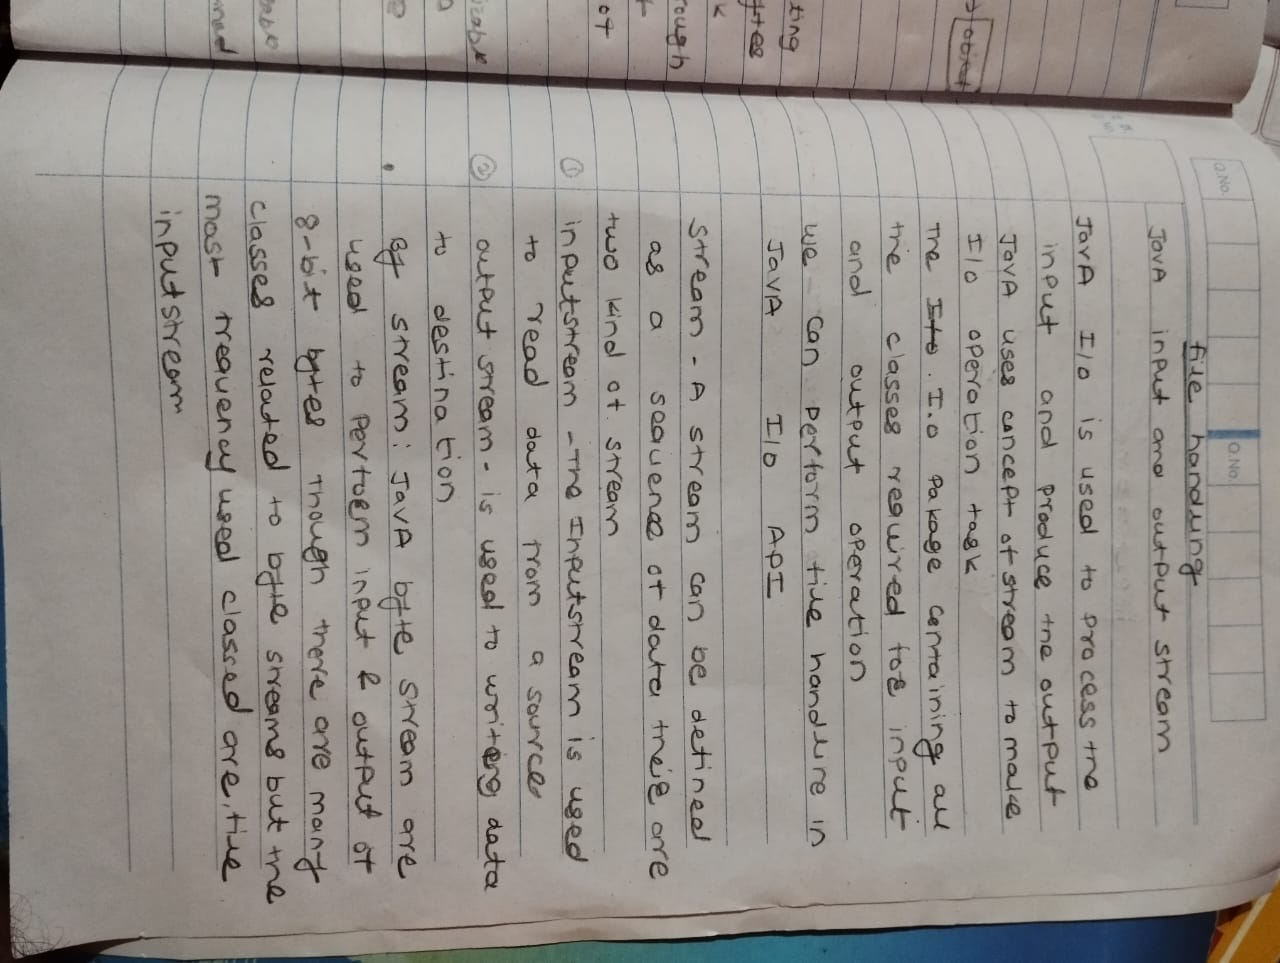 Q.No. Q.No.
file handling
JavA input and output stream
JavA I/O is used to process the
input and produce the output
JavA uses concept of stream to make
I/O operation task
The I.O Pakage containing all
the classes required for input
and output operation
we can perform file handlire in
JavA I/O API
Stream - A stream can be defined
as a sequence of data there are
two kind of stream
① inputstream - The Inputstream is used
to read data from a source
② output stream - is used to writing data
to destination
By stream: JavA byte stream are
used to perform input & output of
8-bit bytes Though there are many
classes related to byte streams but the
most frequency used classed are, file
inputstream
object
ting
ytes
k
rough
of